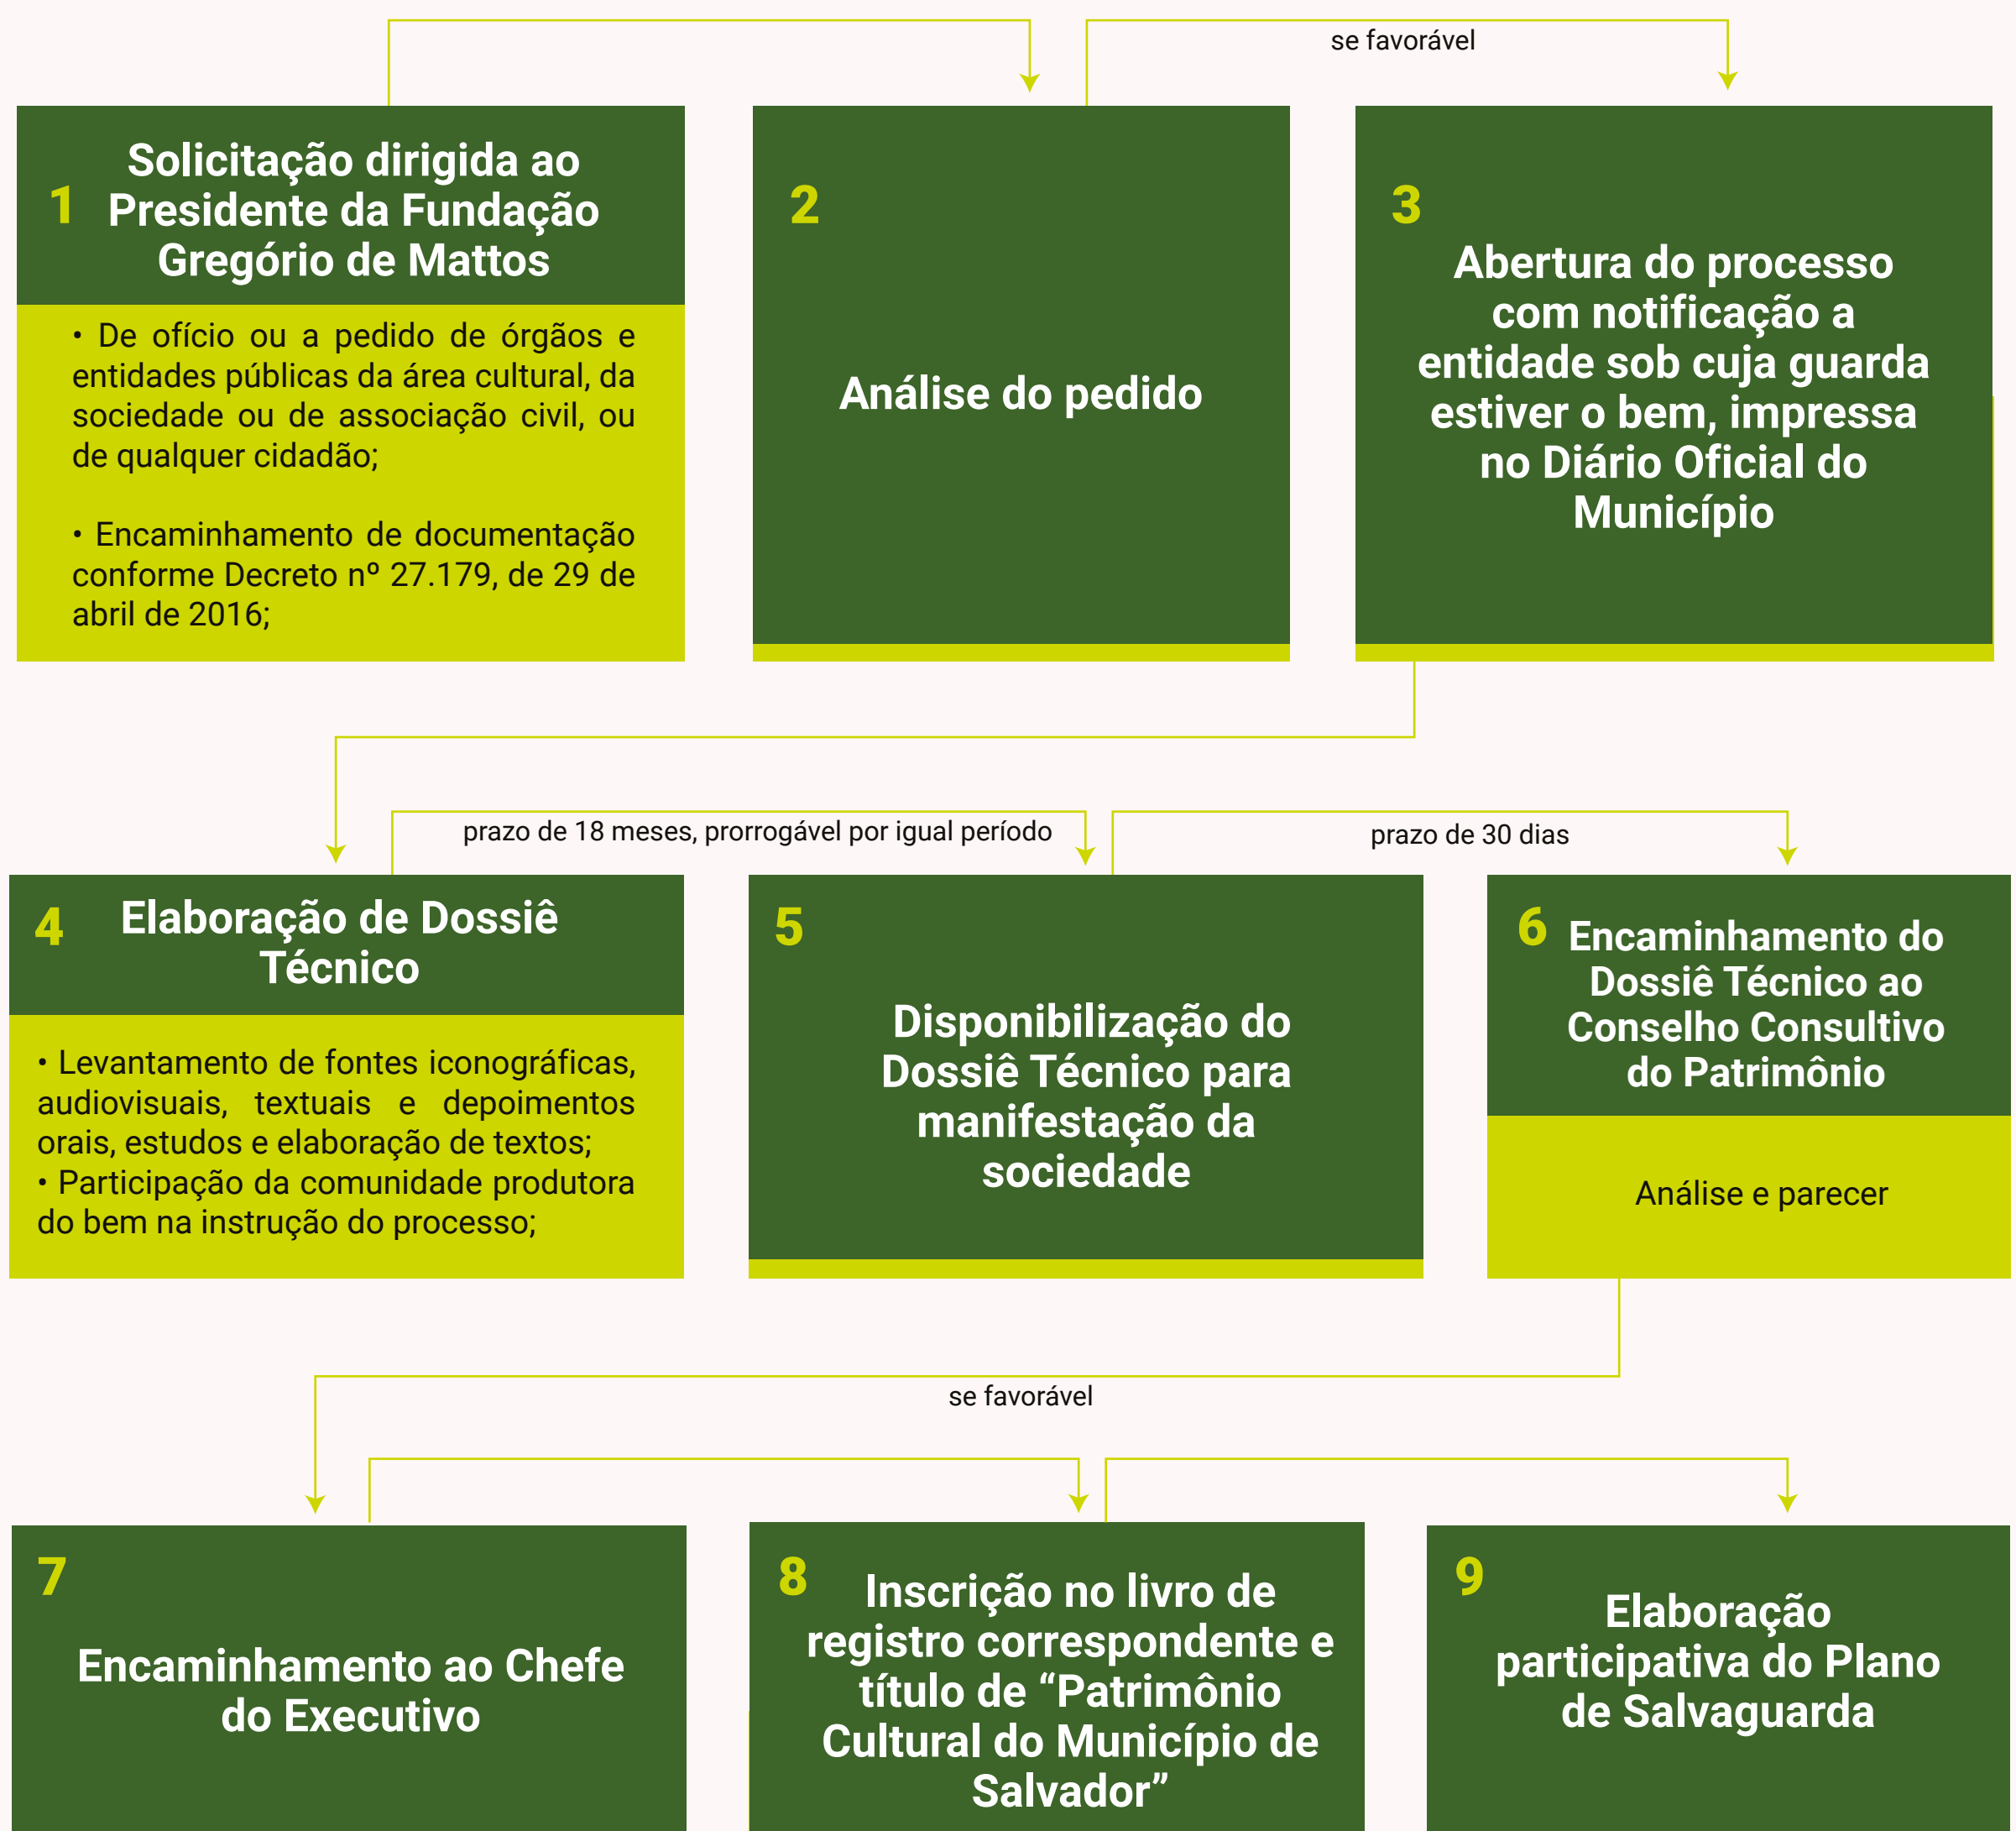 se favorável
1
Solicitação dirigida ao
Presidente da Fundação
Gregório de Mattos
• De ofício ou a pedido de órgãos e
entidades públicas da área cultural, da
sociedade ou de associação civil, ou
de qualquer cidadão;
• Encaminhamento de documentação
conforme Decreto nº 27.179, de 29 de
abril de 2016;
2
Análise do pedido
3
Abertura do processo
com notificação a
entidade sob cuja guarda
estiver o bem, impressa
no Diário Oficial do
Município
prazo de 18 meses, prorrogável por igual período
prazo de 30 dias
4
Elaboração de Dossiê
Técnico
• Levantamento de fontes iconográficas,
audiovisuais, textuais e depoimentos
orais, estudos e elaboração de textos;
• Participação da comunidade produtora
do bem na instrução do processo;
5
Disponibilização do
Dossiê Técnico para
manifestação da
sociedade
6
Encaminhamento do
Dossiê Técnico ao
Conselho Consultivo
do Patrimônio
Análise e parecer
se favorável
7
Encaminhamento ao Chefe
do Executivo
8
Inscrição no livro de
registro correspondente e
título de “Patrimônio
Cultural do Município de
Salvador”
9
Elaboração
participativa do Plano
de Salvaguarda